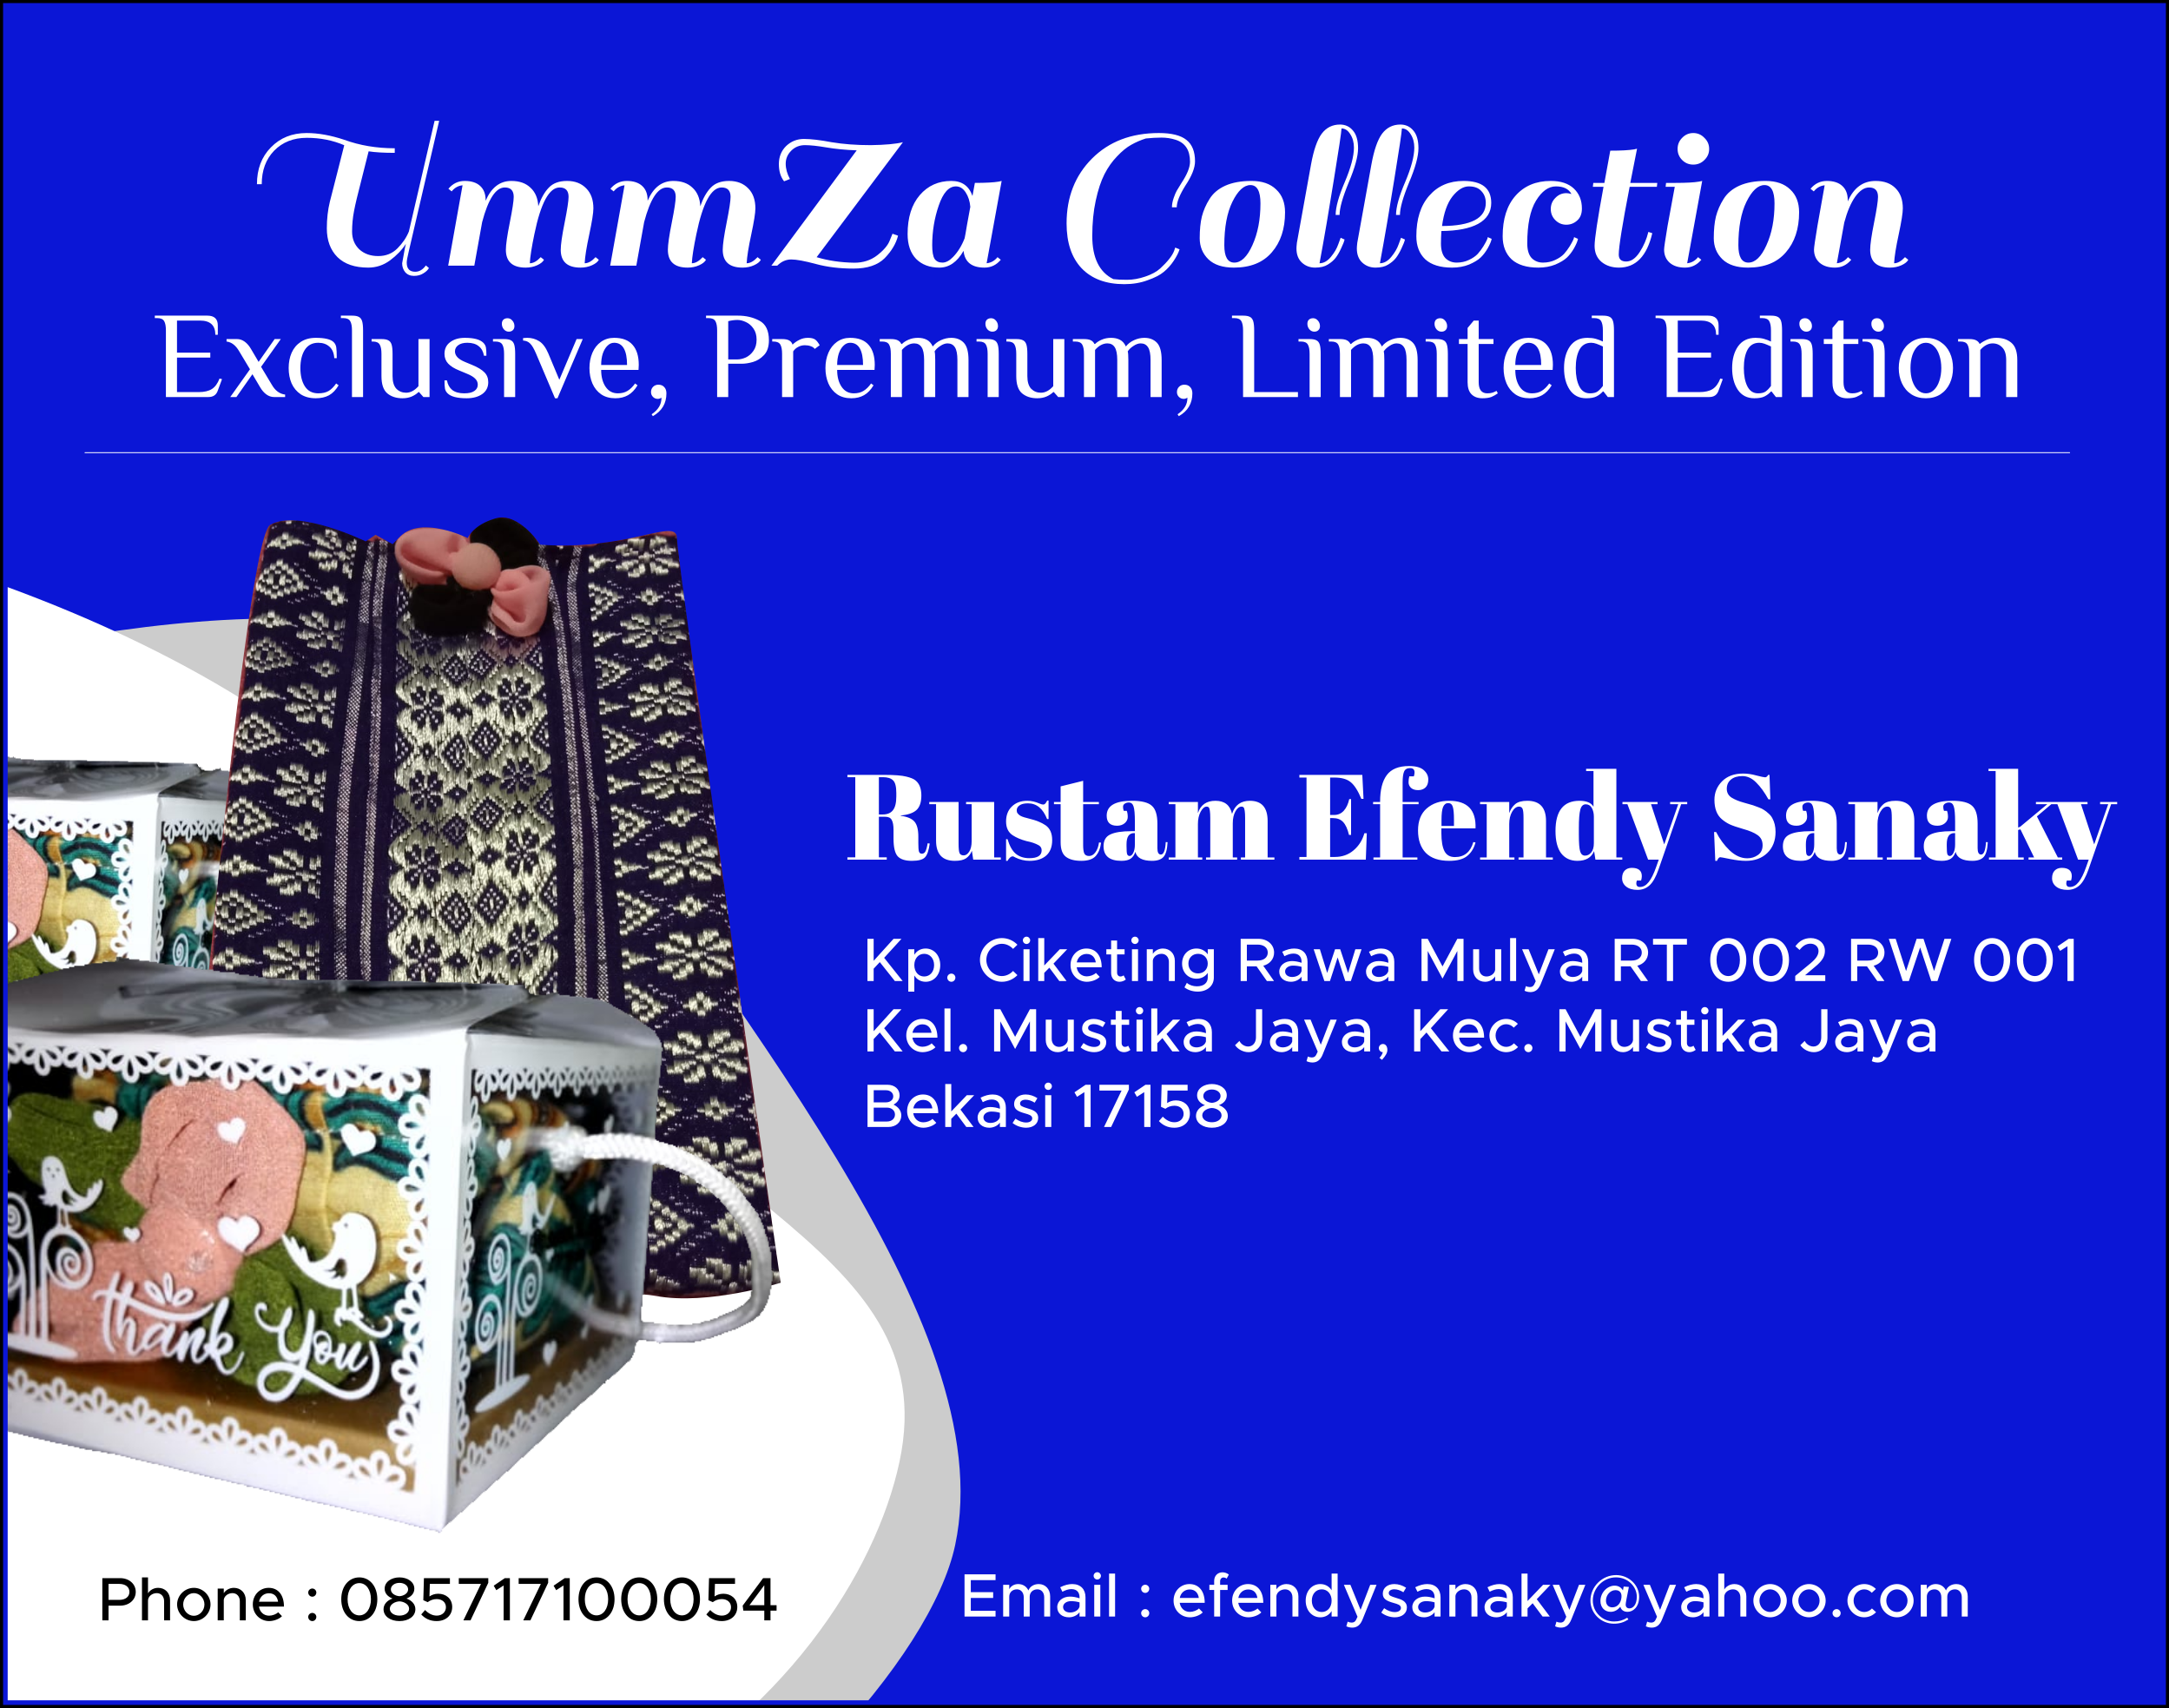 UmmZa Collection
Exclusive, Premium, Limited Edition
Rustam Efendy Sanaky
Kp. Ciketing Rawa Mulya RT 002 RW 001
Kel. Mustika Jaya, Kec. Mustika Jaya
Bekasi 17158
thank You
Phone : 085717100054
Email : efendysanaky@yahoo.com